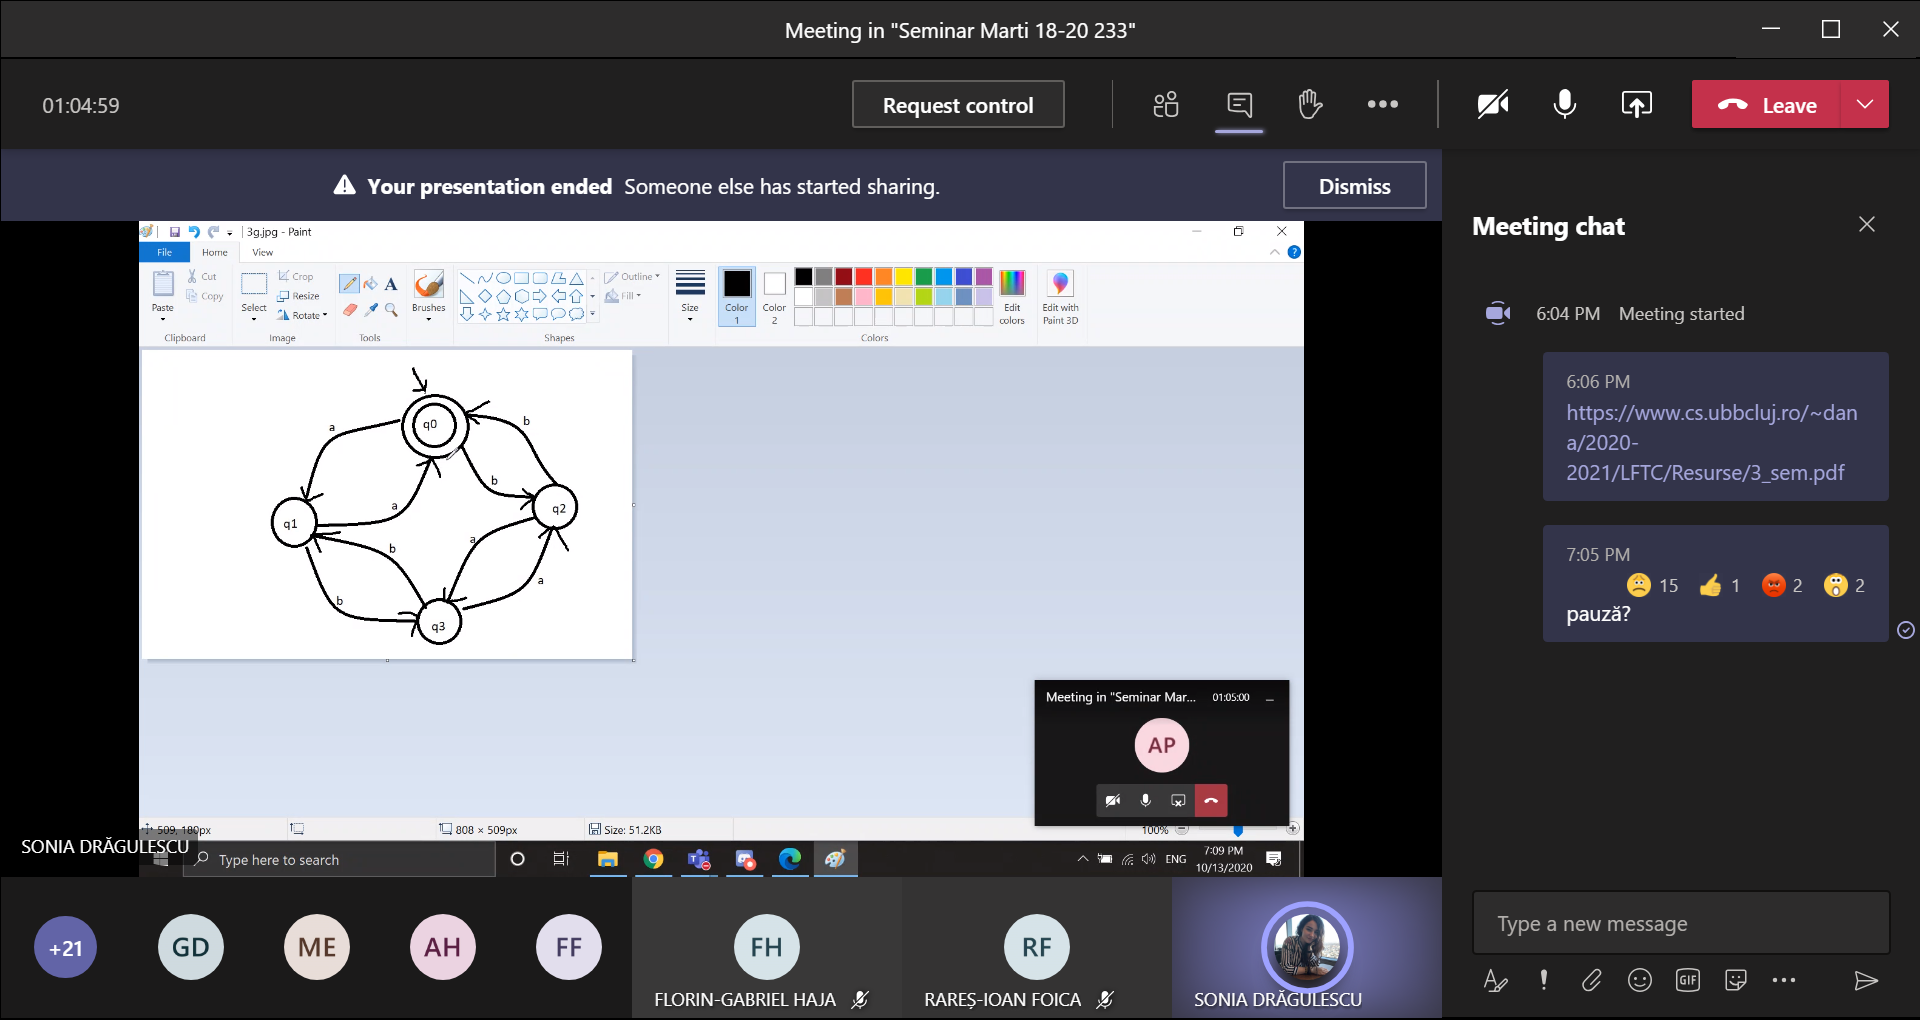 Meeting in "Seminar Marti 18-20 233"
01:04:59
Request control
Leave
Your presentation ended Someone else has started sharing.
Dismiss
3g.jpg - Paint
File Home View
Paste
Cut
Copy
Clipboard
Select
Crop
Resize
Rotate
Image
A
Tools
Brushes
Outline
Fill
Shapes
Size
Color 1
Color 2
Edit colors
Edit with Paint 3D
Colors
q0
a
b
b
a
q1
q2
b
a
a
b
q3
Meeting in "Seminar Mar... 01:05:00
AP
509, 180px
808 × 509px
Size: 51.2KB
100%
Type here to search
ENG
7:09 PM
10/13/2020
SONIA DRĂGULESCU
+21
GD
ME
AH
FF
FH
FLORIN-GABRIEL HAJA
RF
RAREȘ-IOAN FOICA
SONIA DRĂGULESCU
Meeting chat
6:04 PM Meeting started
6:06 PM
https://www.cs.ubbcluj.ro/~dan
a/2020-
2021/LFTC/Resurse/3_sem.pdf
7:05 PM
15 1 2 2
pauză?
Type a new message
GIF